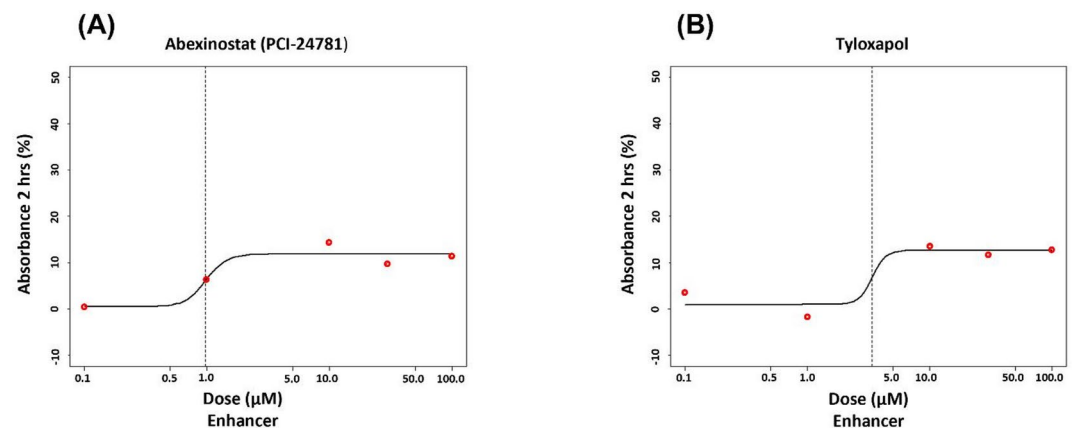 (A)
Abexinostat (PCI-24781)
Absorbance 2 hrs (%)
50
40
30
20
10
0
-10
0.1 0.5 1.0 5.0 10.0 50.0 100.0
Dose (µM)
Enhancer
(B)
Tyloxapol
Absorbance 2 hrs (%)
50
40
30
20
10
0
-10
0.1 0.5 1.0 5.0 10.0 50.0 100.0
Dose (µM)
Enhancer